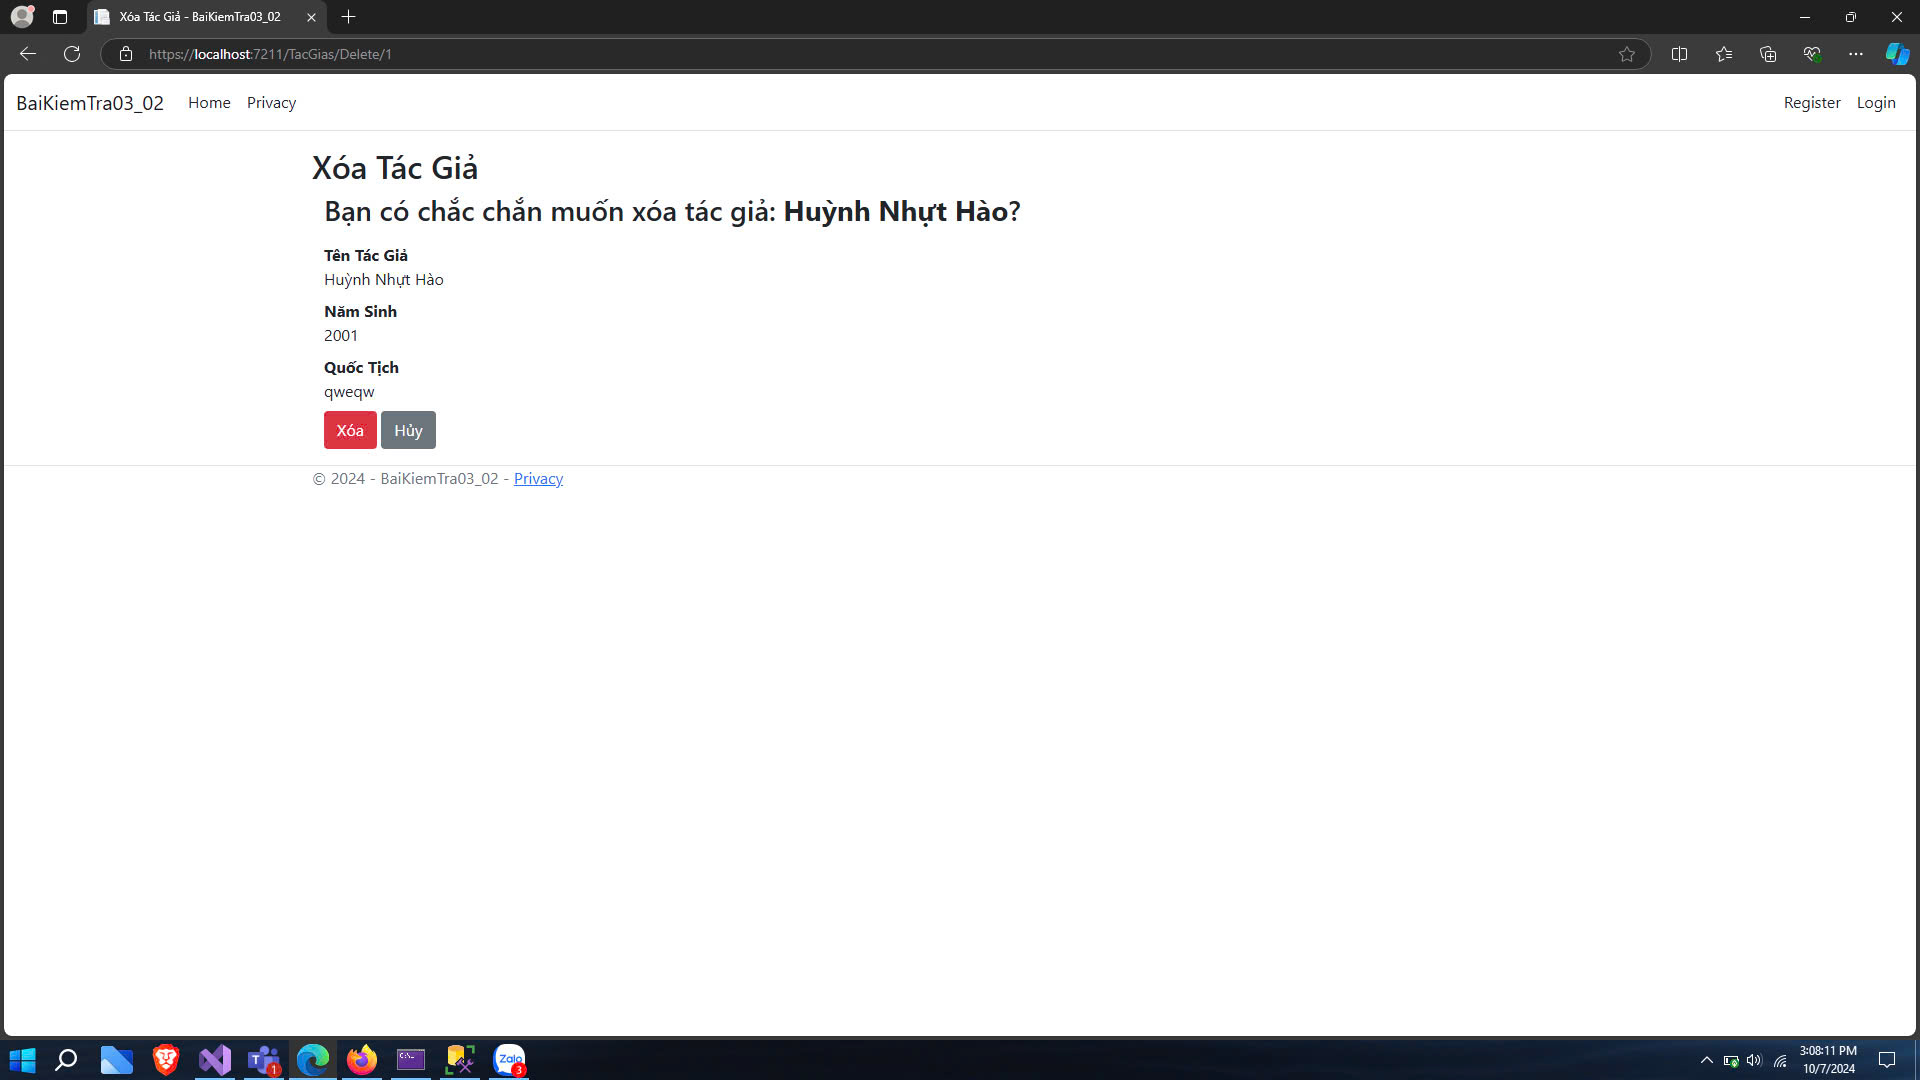 Xóa Tác Giả - BaiKiemTra03_02
https://localhost:7211/TacGias/Delete/1
BaiKiemTra03_02 Home Privacy Register Login
Xóa Tác Giả
Bạn có chắc chắn muốn xóa tác giả: Huỳnh Nhựt Hào?
Tên Tác Giả
Huỳnh Nhựt Hào
Năm Sinh
2001
Quốc Tịch
qweqw
Xóa Hủy
© 2024 - BaiKiemTra03_02 - Privacy
T 1
C:\_
Zalo 3
3:08:11 PM
10/7/2024